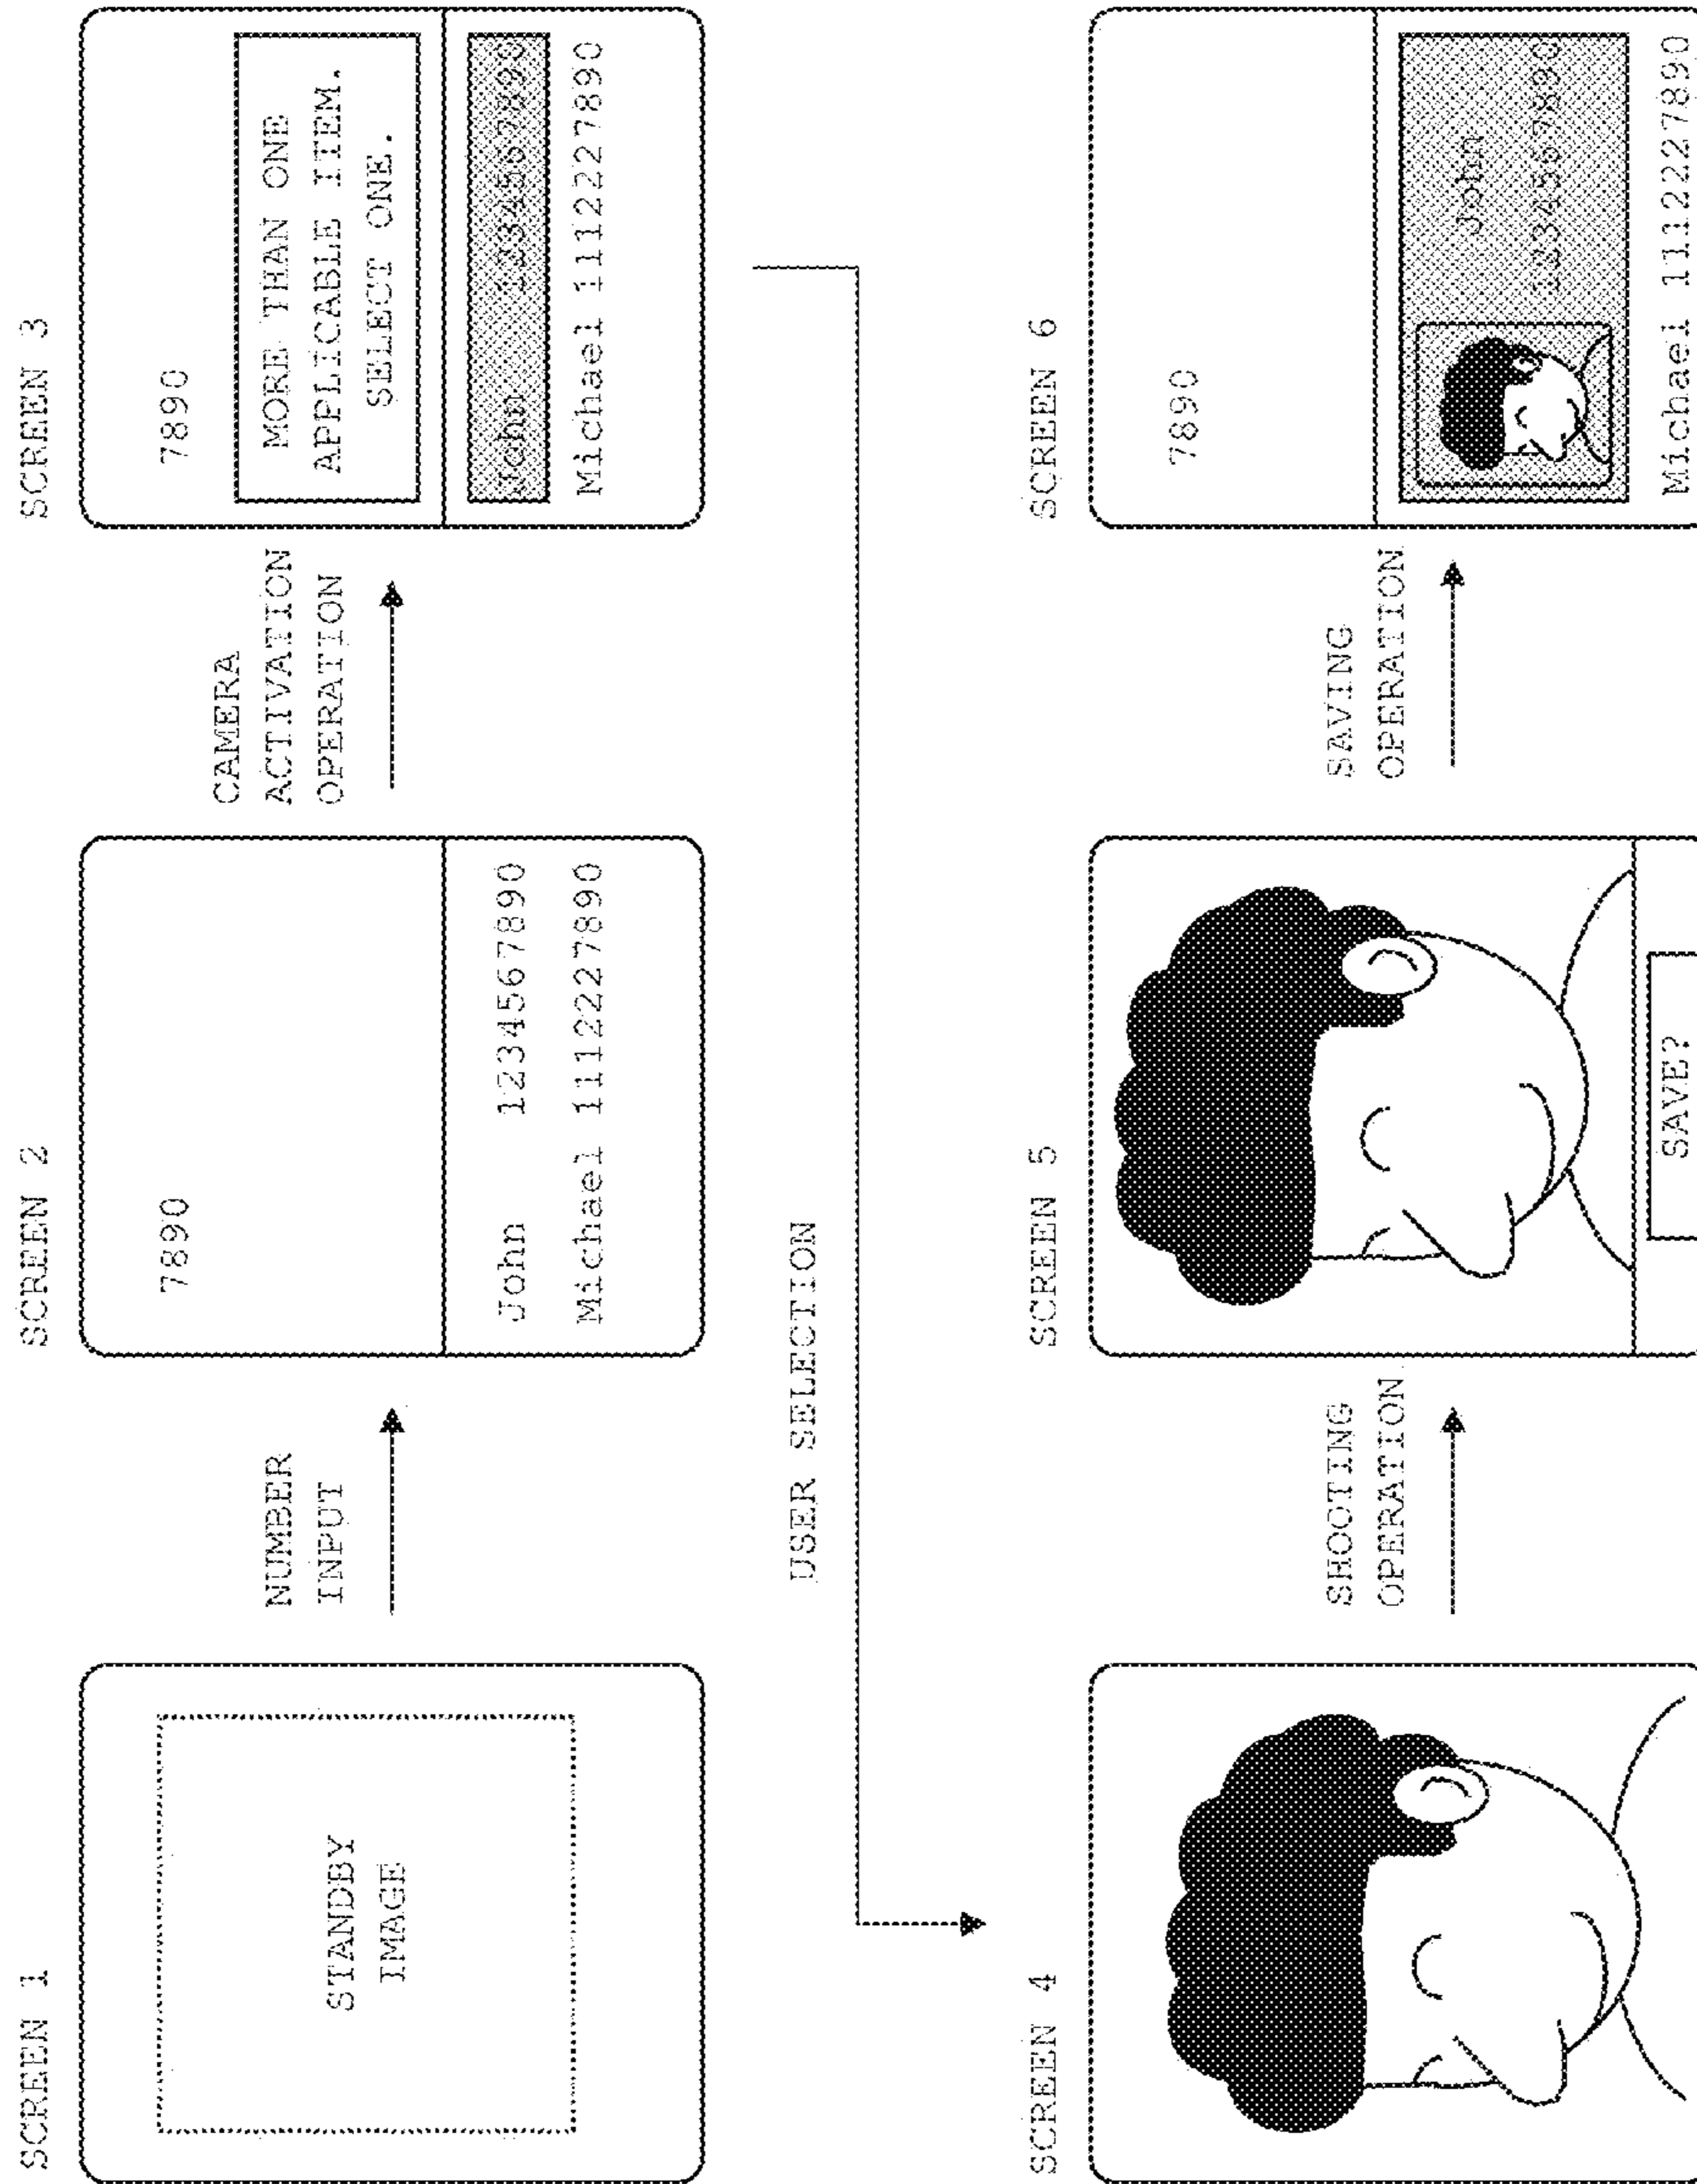 SCREEN 1
STANDBY
IMAGE
NUMBER
INPUT
SCREEN 2
7890
John 1234567890
Michael 1112227890
CAMERA
ACTIVATION
OPERATION
SCREEN 3
7890
MORE THAN ONE
APPLICABLE ITEM.
SELECT ONE.
John 1234567890
Michael 1112227890
USER SELECTION
SCREEN 4
SHOOTING
OPERATION
SCREEN 5
SAVE?
SAVING
OPERATION
SCREEN 6
7890
John
1234567890
Michael 1112227890